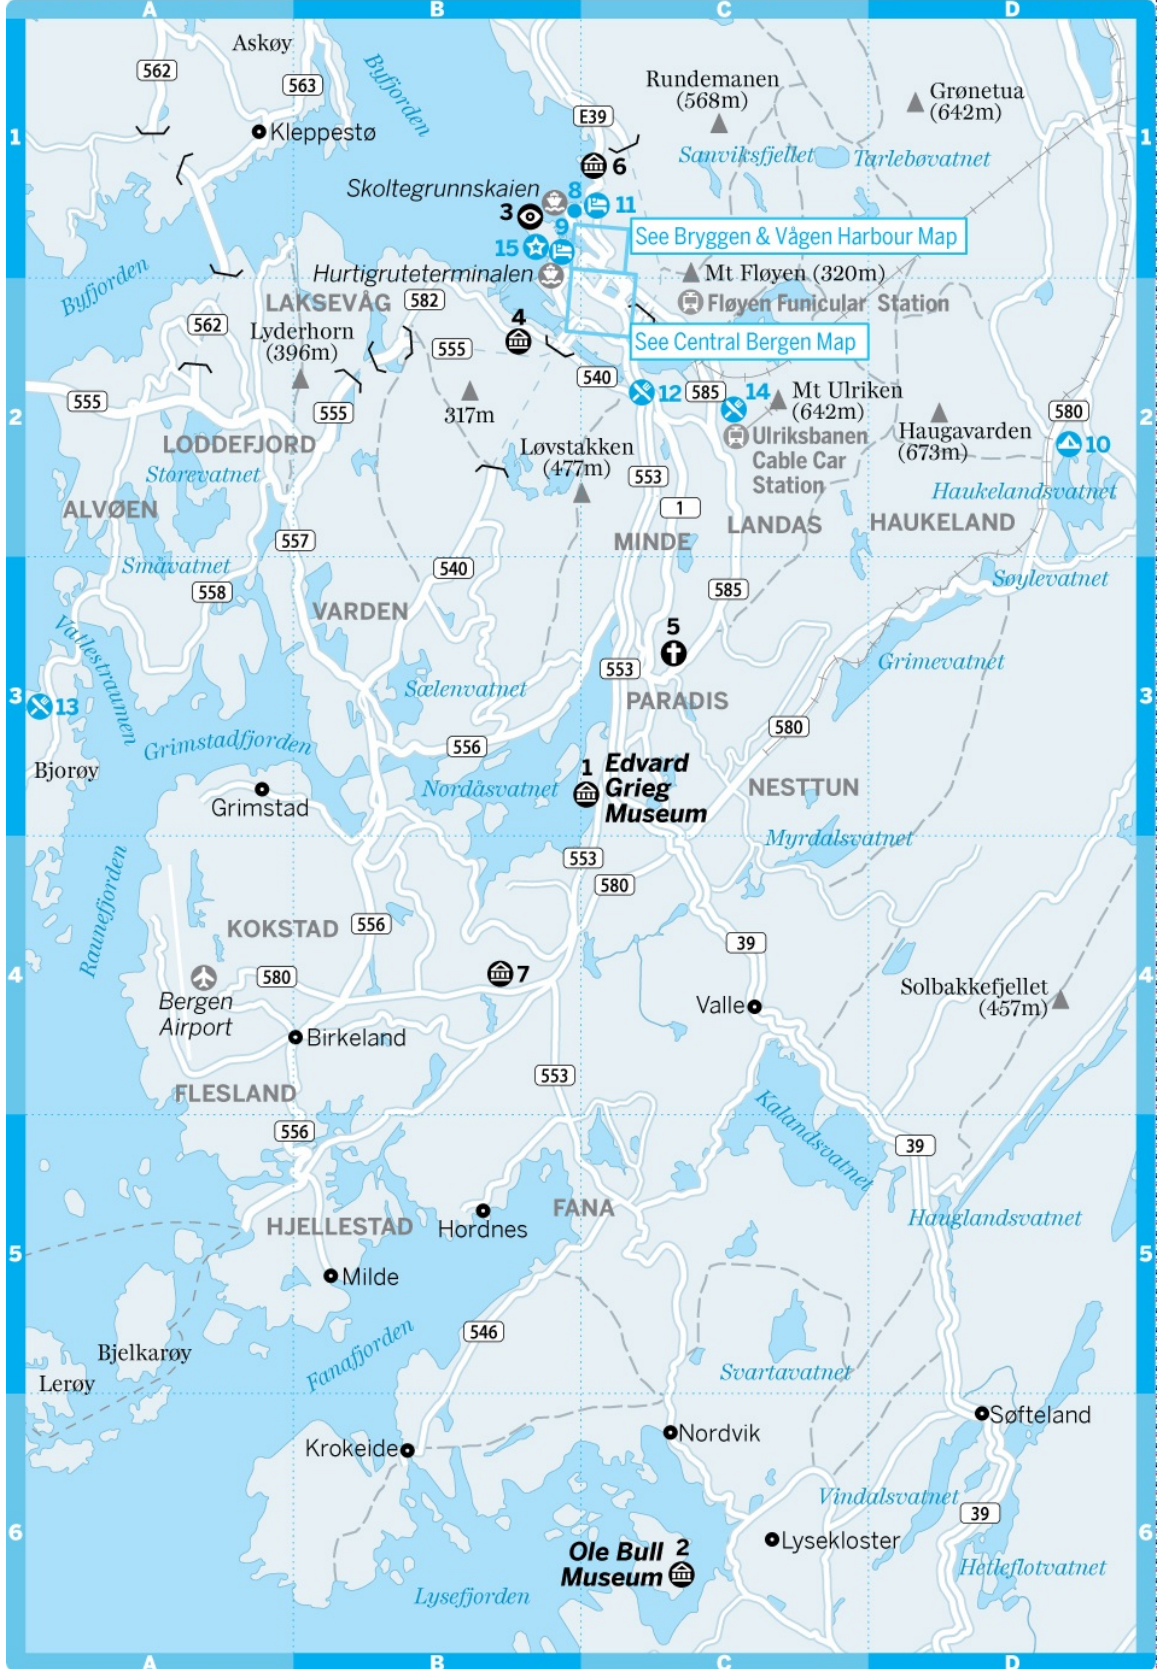 A B C D
Askøy
562
563
Byfjorden
Kleppestø
Rundemanen
(568m)
Grønetua
(642m)
E39
1
1
Sanviksfjellet
Tarlebøvatnet
6
Skoltegrunnskaien
8
11
3
9
15
See Bryggen & Vågen Harbour Map
Byfjorden
Hurtigruteterminalen
Mt Fløyen (320m)
LAKSEVÅG
582
Fløyen Funicular Station
562
Lyderhorn
(396m)
4
555
See Central Bergen Map
540
12
585
14
Mt Ulriken
(642m)
555
555
317m
2
2
580
Haugavarden
(673m)
10
LODDEFJORD
Løvstakken
(477m)
Ulriksbanen
Cable Car
Station
Storevatnet
553
Haukelandsvatnet
ALVØEN
1
LANDAS
HAUKELAND
557
MINDE
Småvatnet
540
Søylevatnet
558
585
VARDEN
5
Vatlestraumen
553
Grimevatnet
Sælenvatnet
PARADIS
3
3
13
580
Grimstadfjorden
556
Bjorøy
Nordåsvatnet
1
Edvard
Grieg
Museum
NESTTUN
Grimstad
Myrdalsvatnet
553
580
Raunefjorden
KOKSTAD
556
39
4
4
580
7
Bergen
Airport
Solbakkefjellet
(457m)
Valle
Birkeland
553
FLESLAND
Kalandsvatnet
556
39
FANA
Hauglandsvatnet
HJELLESTAD
Hordnes
5
5
Milde
546
Fanafjorden
Bjelkarøy
Svartavatnet
Lerøy
Søfteland
Nordvik
Krokeide
Vindalsvatnet
39
6
6
Lysekloster
Ole Bull
Museum
2
Hetleflotvatnet
Lysefjorden
A B C D